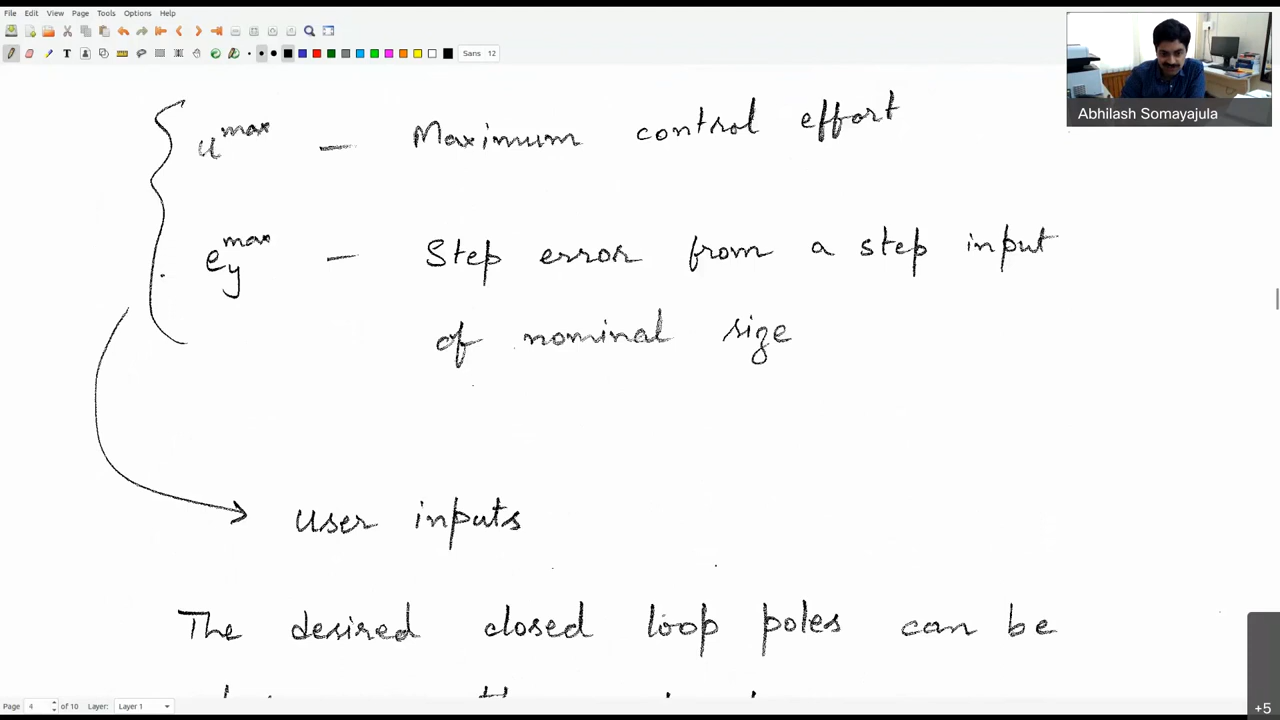 File Edit View Page Tools Options Help
Sans 12
Abhilash Somayajula
u^max — Maximum control effort
e_y^max — Step error from a step input
of nominal size
user inputs
The desired closed loop poles can be
Page 4 of 10 Layer: Layer 1
+5